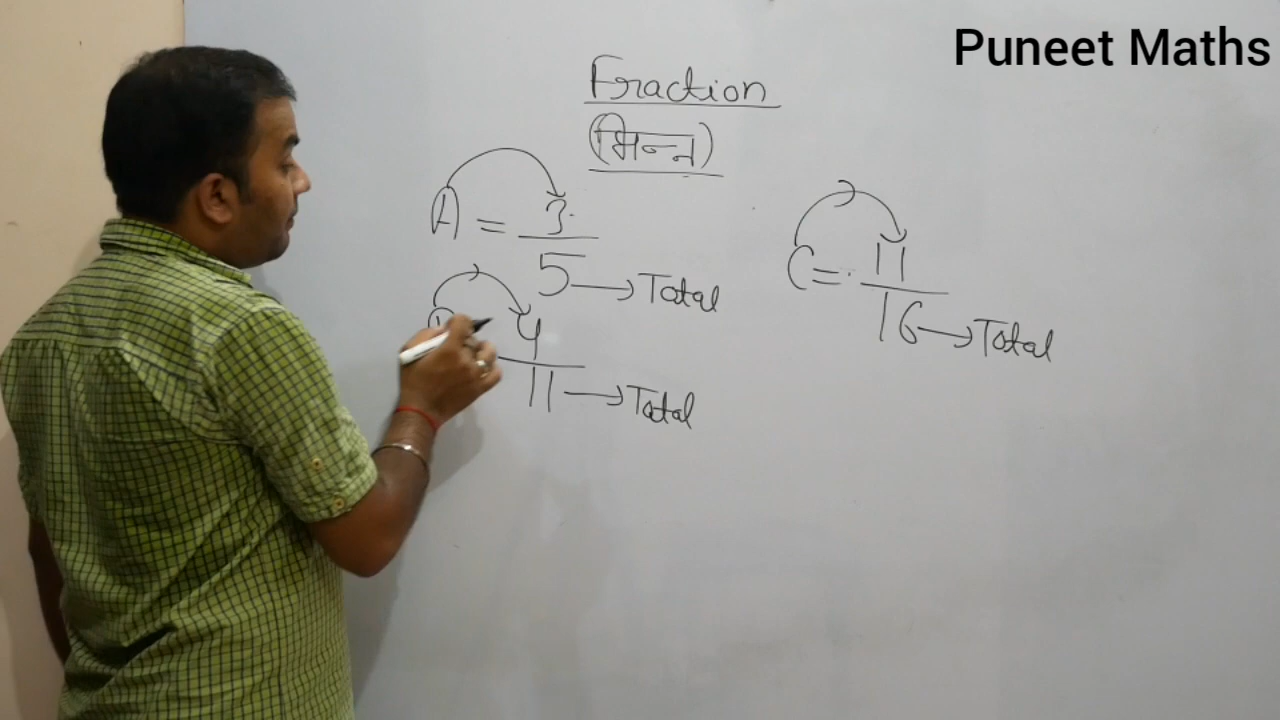 Puneet Maths
Fraction
(भिन्न)
A = 3/5 → Total
4/11 → Total
C = 11/16 → Total